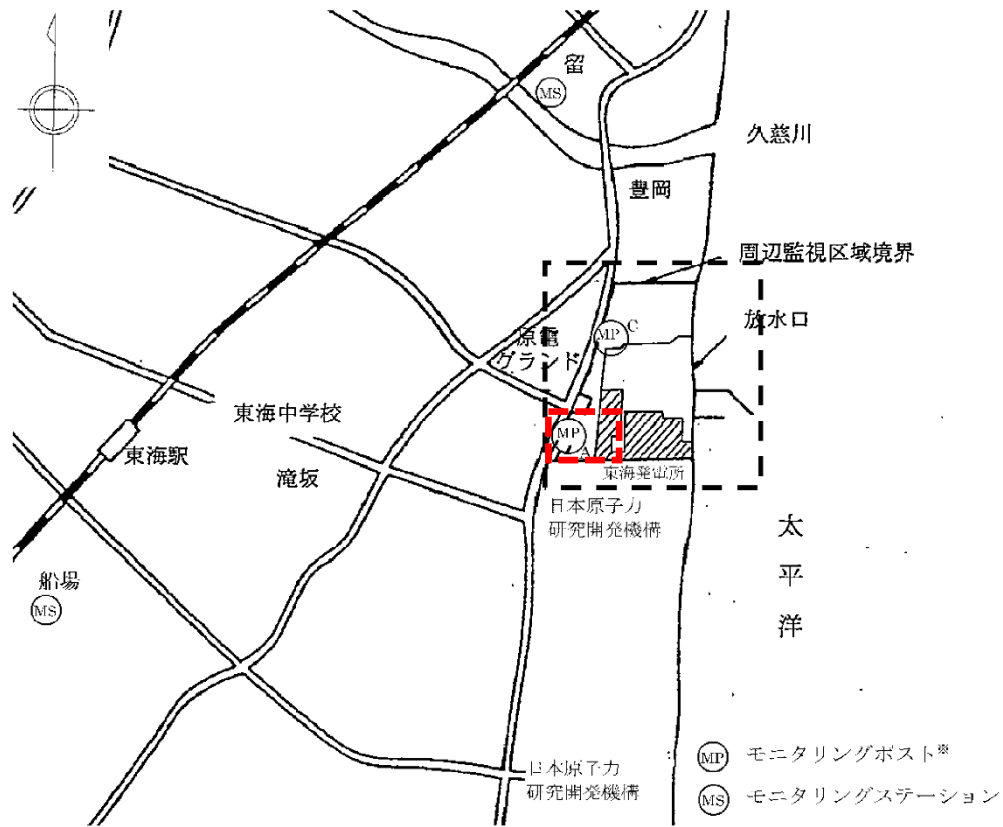 留
MS
久慈川
豊岡
周辺監視区域境界
放水口
MP C
原電
グランド
東海中学校
MP
A
東海駅
滝坂
東海発電所
日本原子力
研究開発機構
太
平
洋
船場
MS
日本原子力
研究開発機構
MP モニタリングポスト※
MS モニタリングステーション